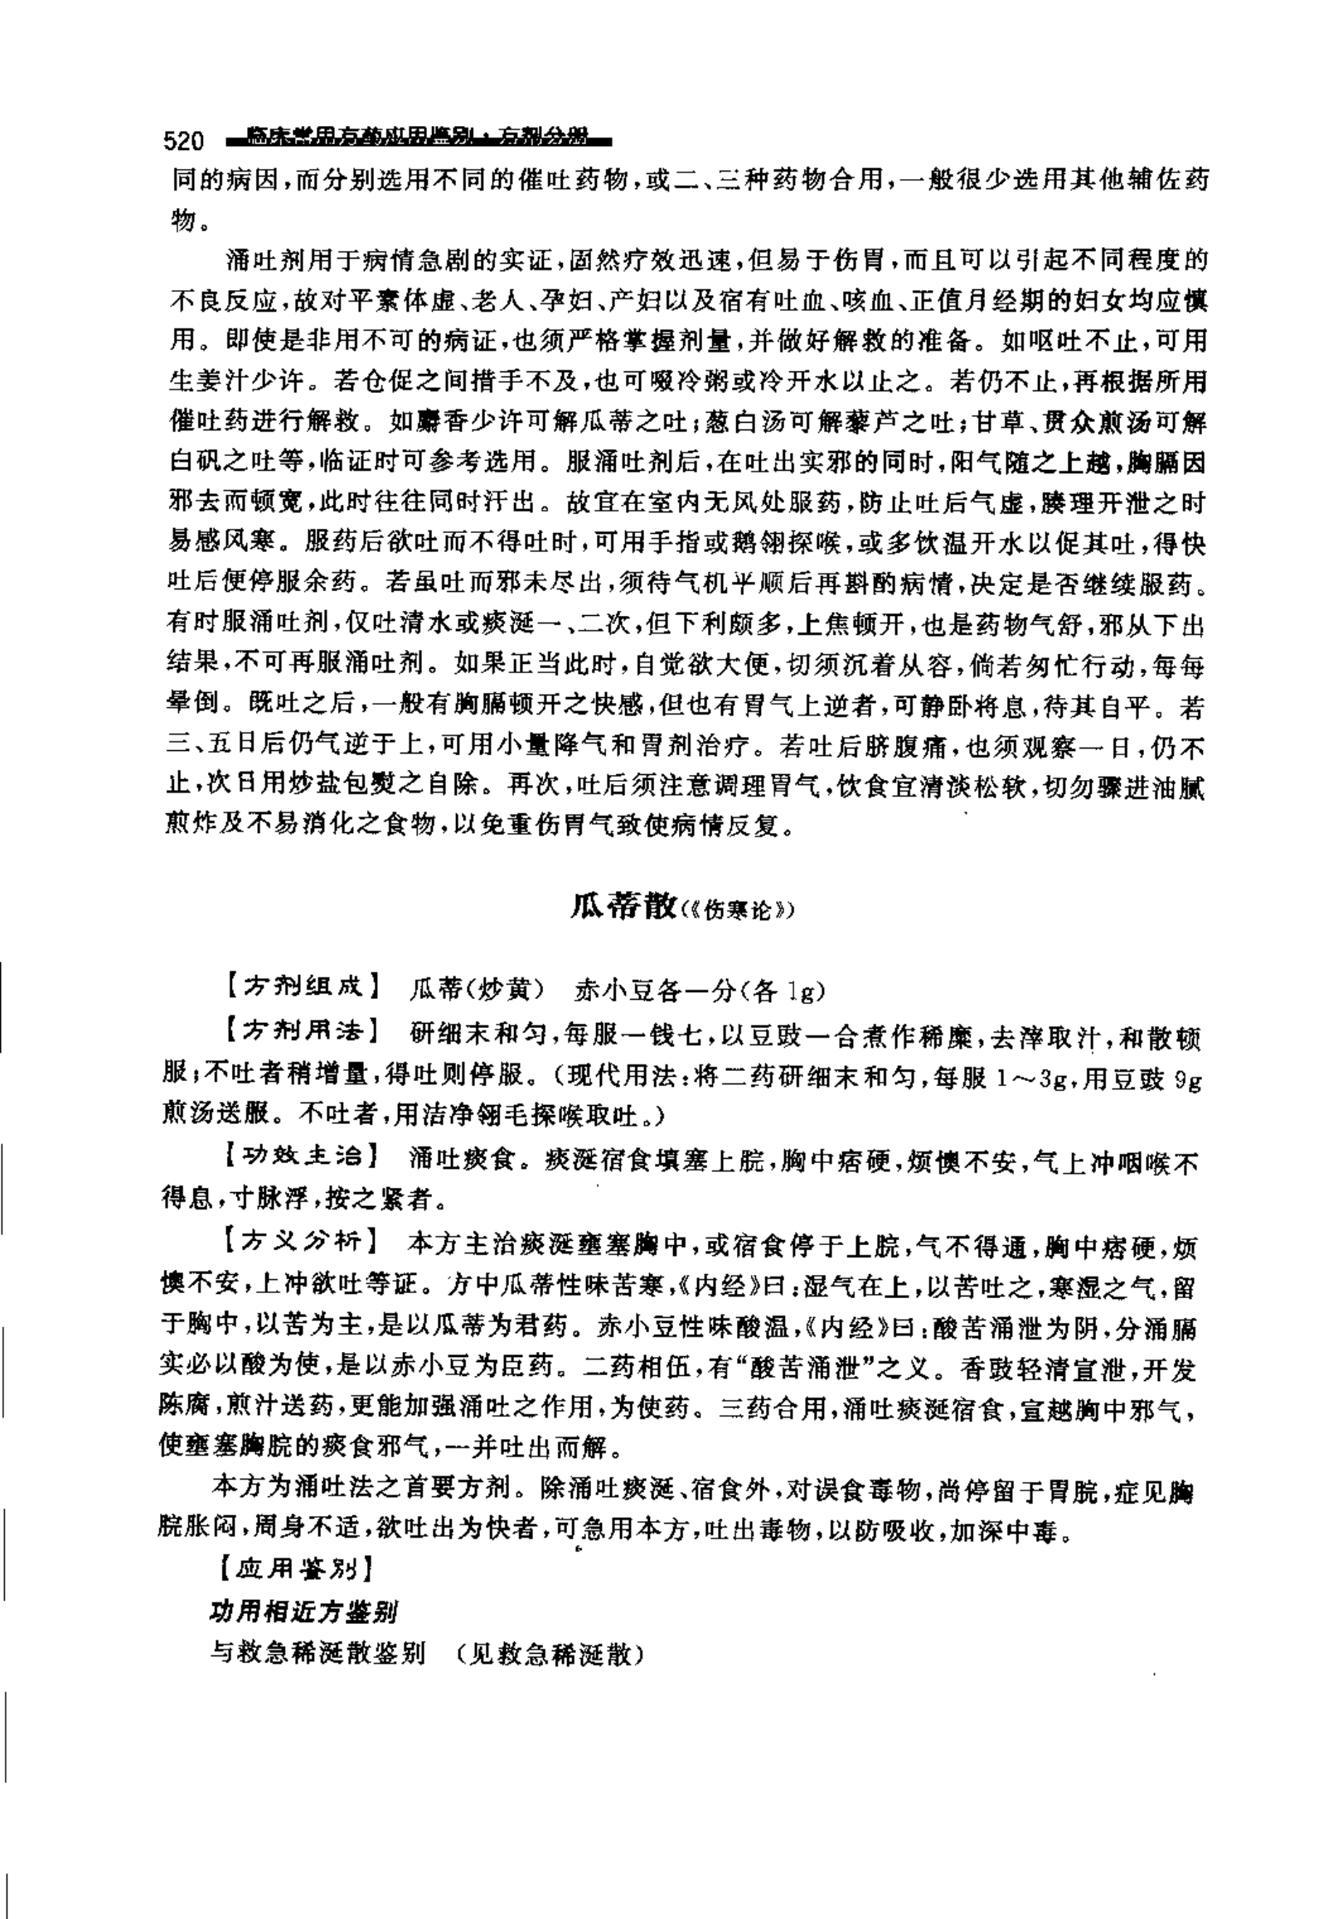 520 临床常用方药应用鉴别·方剂分册
同的病因,而分别选用不同的催吐药物,或二、三种药物合用,一般很少选用其他辅佐药
物。
涌吐剂用于病情急剧的实证,固然疗效迅速,但易于伤胃,而且可以引起不同程度的
不良反应,故对平素体虚、老人、孕妇、产妇以及宿有吐血、咳血、正值月经期的妇女均应慎
用。即使是非用不可的病证,也须严格掌握剂量,并做好解救的准备。如呕吐不止,可用
生姜汁少许。若仓促之间措手不及,也可啜冷粥或冷开水以止之。若仍不止,再根据所用
催吐药进行解救。如麝香少许可解瓜蒂之吐;葱白汤可解藜芦之吐;甘草、贯众煎汤可解
白矾之吐等,临证时可参考选用。服涌吐剂后,在吐出实邪的同时,阳气随之上越,胸膈因
邪去而顿宽,此时往往同时汗出。故宜在室内无风处服药,防止吐后气虚,腠理开泄之时
易感风寒。服药后欲吐而不得吐时,可用手指或鹅翎探喉,或多饮温开水以促其吐,得快
吐后便停服余药。若虽吐而邪未尽出,须待气机平顺后再斟酌病情,决定是否继续服药。
有时服涌吐剂,仅吐清水或痰涎一、二次,但下利颇多,上焦顿开,也是药物气舒,邪从下出
结果,不可再服涌吐剂。如果正当此时,自觉欲大便,切须沉着从容,倘若匆忙行动,每每
晕倒。既吐之后,一般有胸膈顿开之快感,但也有胃气上逆者,可静卧将息,待其自平。若
三、五日后仍气逆于上,可用小量降气和胃剂治疗。若吐后脐腹痛,也须观察一日,仍不
止,次日用炒盐包熨之自除。再次,吐后须注意调理胃气,饮食宜清淡松软,切勿骤进油腻
煎炸及不易消化之食物,以免重伤胃气致使病情反复。
瓜蒂散(《伤寒论》)
【方剂组成】 瓜蒂(炒黄) 赤小豆各一分(各1g)
【方剂用法】 研细末和匀,每服一钱七,以豆豉一合煮作稀糜,去滓取汁,和散顿
服;不吐者稍增量,得吐则停服。(现代用法:将二药研细末和匀,每服1～3g,用豆豉9g
煎汤送服。不吐者,用洁净翎毛探喉取吐。)
【功效主治】 涌吐痰食。痰涎宿食填塞上脘,胸中痞硬,烦懊不安,气上冲咽喉不
得息,寸脉浮,按之紧者。
【方义分析】 本方主治痰涎壅塞胸中,或宿食停于上脘,气不得通,胸中痞硬,烦
懊不安,上冲欲吐等证。方中瓜蒂性味苦寒,《内经》曰:湿气在上,以苦吐之,寒湿之气,留
于胸中,以苦为主,是以瓜蒂为君药。赤小豆性味酸温,《内经》曰:酸苦涌泄为阴,分涌膈
实必以酸为使,是以赤小豆为臣药。二药相伍,有“酸苦涌泄”之义。香豉轻清宣泄,开发
陈腐,煎汁送药,更能加强涌吐之作用,为使药。三药合用,涌吐痰涎宿食,宣越胸中邪气,
使壅塞胸脘的痰食邪气,一并吐出而解。
本方为涌吐法之首要方剂。除涌吐痰涎、宿食外,对误食毒物,尚停留于胃脘,症见胸
脘胀闷,周身不适,欲吐出为快者,可急用本方,吐出毒物,以防吸收,加深中毒。
【应用鉴别】
功用相近方鉴别
与救急稀涎散鉴别 (见救急稀涎散)